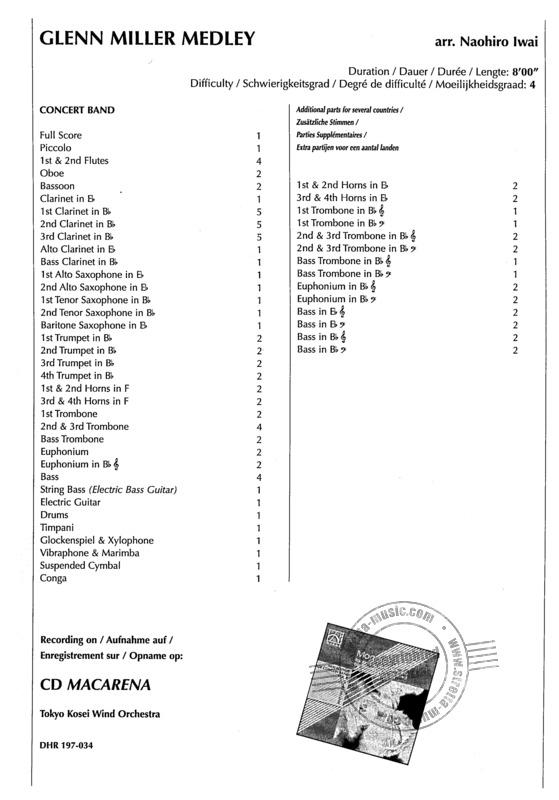 GLENN MILLER MEDLEY
arr. Naohiro Iwai
Duration / Dauer / Durée / Lengte: 8'00"
Difficulty / Schwierigkeitsgrad / Degré de difficulté / Moeilijkheidsgraad: 4
CONCERT BAND
Full Score 1
Piccolo 1
1st & 2nd Flutes 4
Oboe 2
Bassoon 2
Clarinet in E♭ 1
1st Clarinet in B♭ 5
2nd Clarinet in B♭ 5
3rd Clarinet in B♭ 5
Alto Clarinet in E♭ 1
Bass Clarinet in B♭ 1
1st Alto Saxophone in E♭ 1
2nd Alto Saxophone in E♭ 1
1st Tenor Saxophone in B♭ 1
2nd Tenor Saxophone in B♭ 1
Baritone Saxophone in E♭ 1
1st Trumpet in B♭ 2
2nd Trumpet in B♭ 2
3rd Trumpet in B♭ 2
4th Trumpet in B♭ 2
1st & 2nd Horns in F 2
3rd & 4th Horns in F 2
1st Trombone 2
2nd & 3rd Trombone 4
Bass Trombone 2
Euphonium 2
Euphonium in B♭ 𝄞 2
Bass 4
String Bass (Electric Bass Guitar) 1
Electric Guitar 1
Drums 1
Timpani 1
Glockenspiel & Xylophone 1
Vibraphone & Marimba 1
Suspended Cymbal 1
Conga 1
Additional parts for several countries /
Zusätzliche Stimmen /
Parties Supplémentaires /
Extra partijen voor een aantal landen
1st & 2nd Horns in E♭ 2
3rd & 4th Horns in E♭ 2
1st Trombone in B♭ 𝄞 1
1st Trombone in B♭ 𝄢 1
2nd & 3rd Trombone in B♭ 𝄞 2
2nd & 3rd Trombone in B♭ 𝄢 2
Bass Trombone in B♭ 𝄞 1
Bass Trombone in B♭ 𝄢 1
Euphonium in B♭ 𝄞 2
Euphonium in B♭ 𝄢 2
Bass in E♭ 𝄞 2
Bass in E♭ 𝄢 2
Bass in B♭ 𝄞 2
Bass in B♭ 𝄢 2
Recording on / Aufnahme auf /
Enregistrement sur / Opname op:
CD MACARENA
Tokyo Kosei Wind Orchestra
DHR 197-034
a-music.com
www.stretta-mu